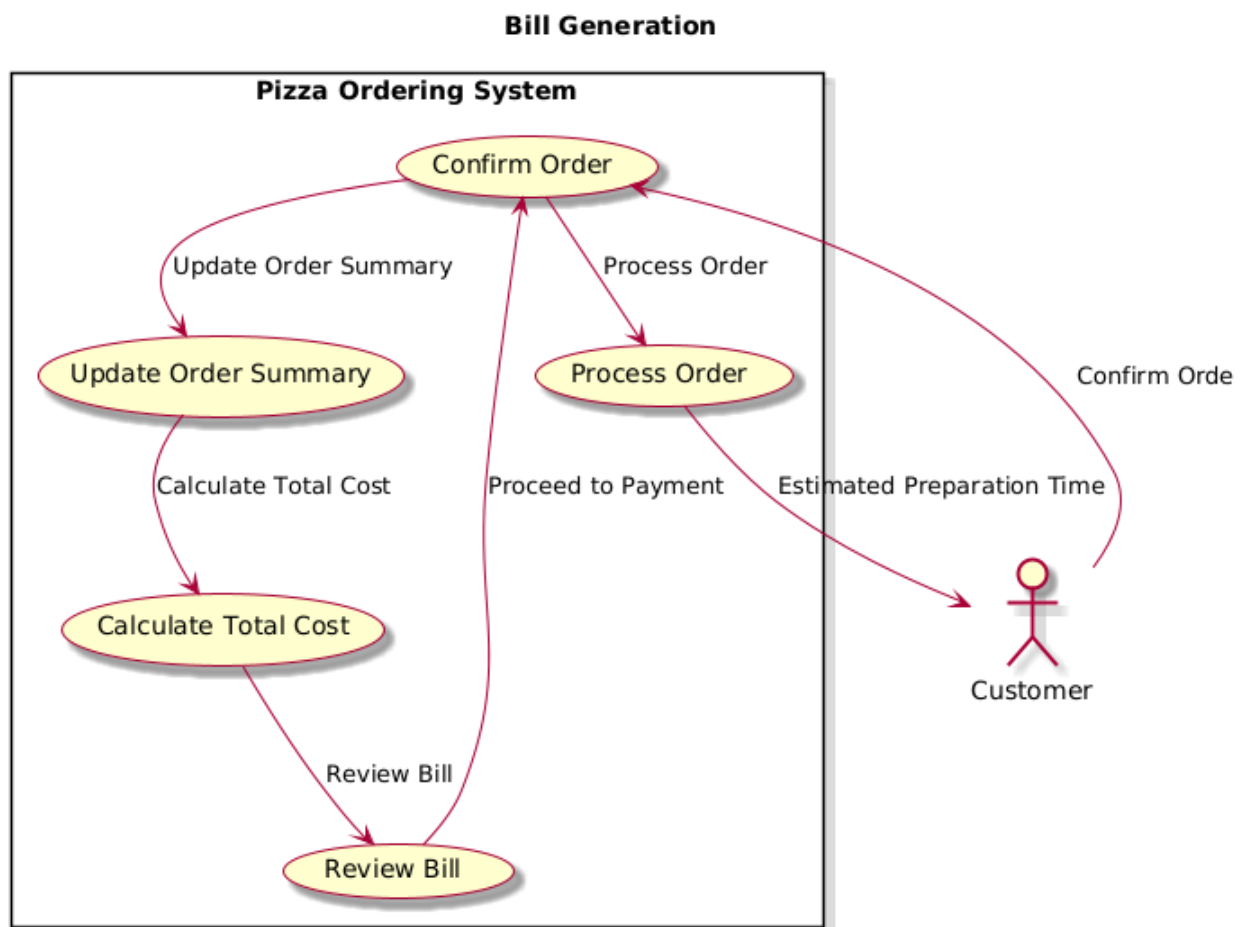 Bill Generation
Pizza Ordering System
Confirm Order
Update Order Summary
Process Order
Update Order Summary
Process Order
Confirm Orde
Calculate Total Cost
Proceed to Payment
Estimated Preparation Time
Calculate Total Cost
Customer
Review Bill
Review Bill